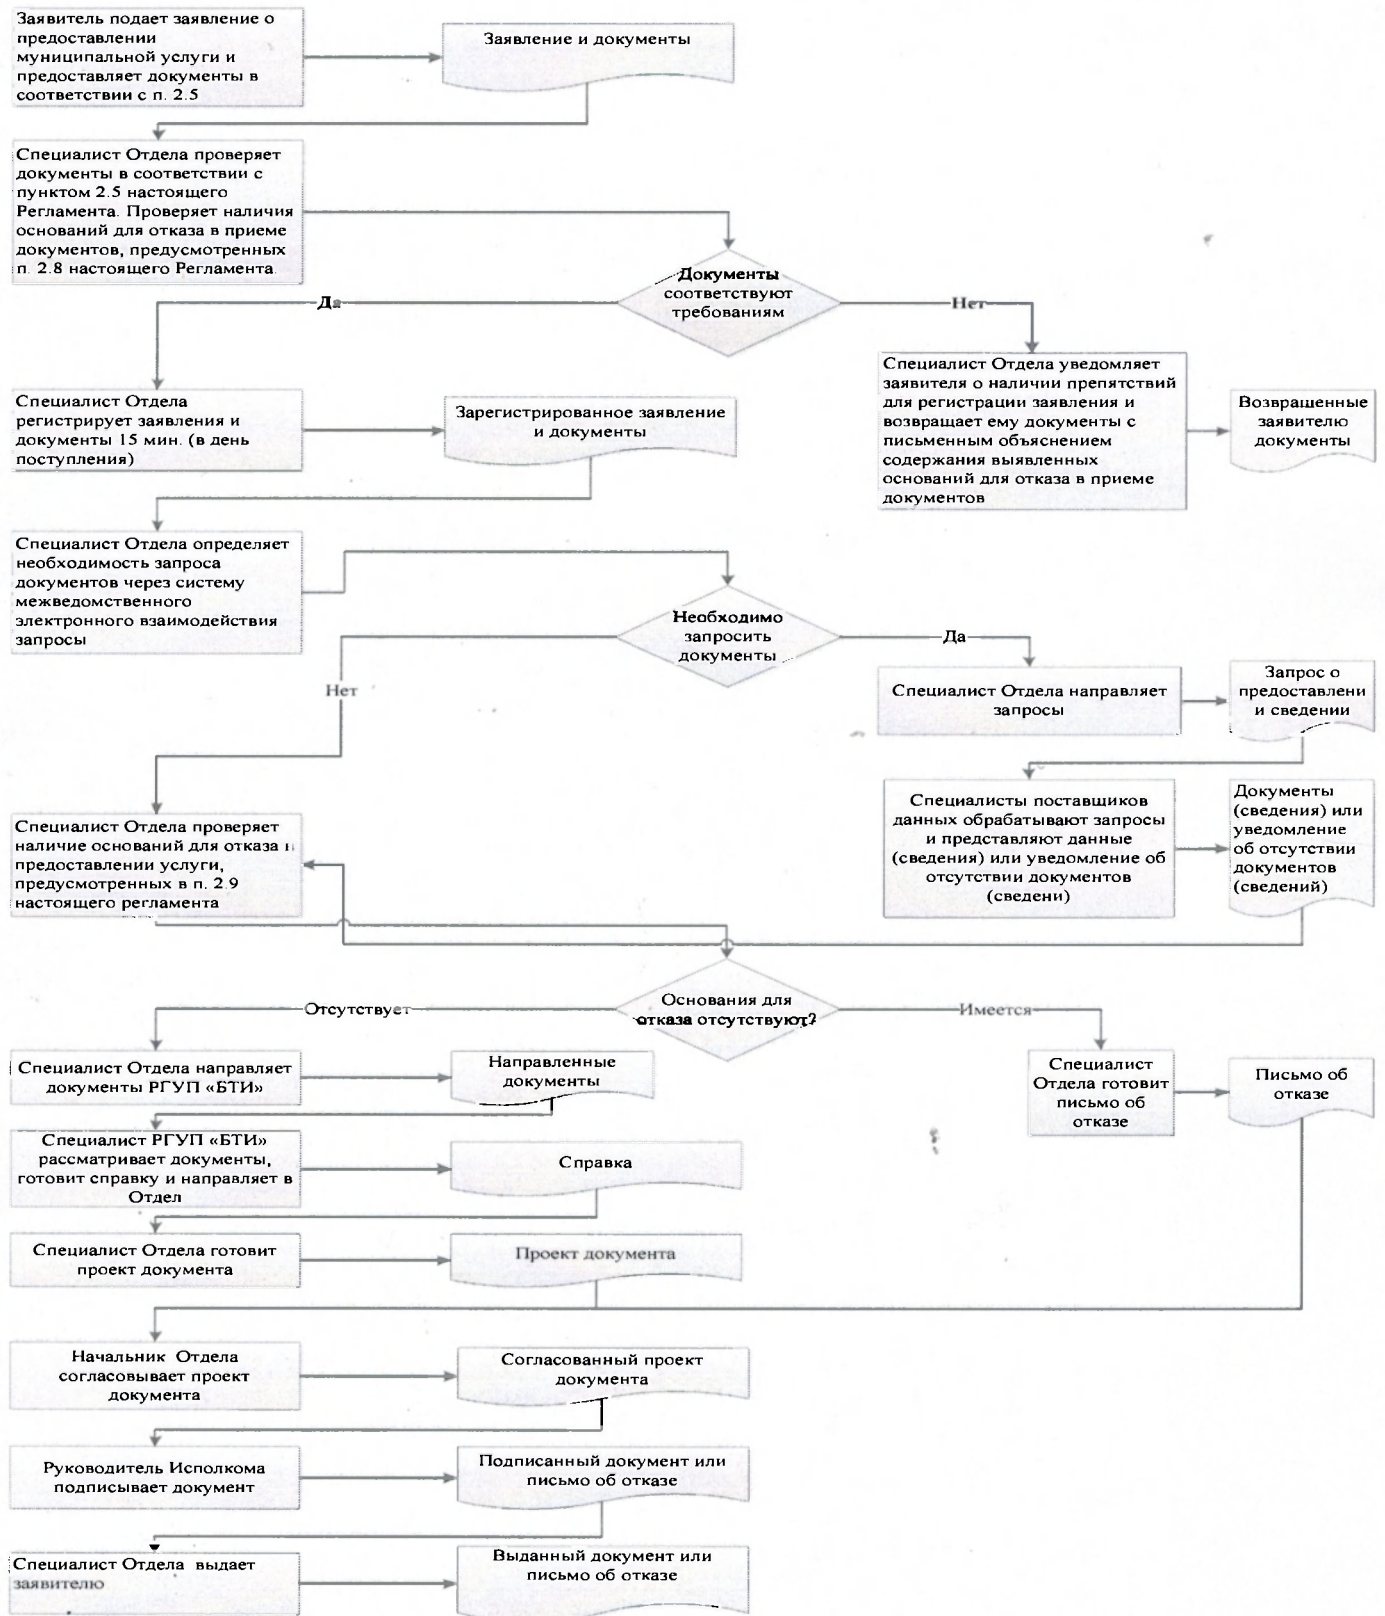 Заявитель подает заявление о
предоставлении
муниципальной услуги и
предоставляет документы в
соответствии с п. 2.5
Заявление и документы
Специалист Отдела проверяет
документы в соответствии с
пунктом 2.5 настоящего
Регламента. Проверяет наличия
оснований для отказа в приеме
документов, предусмотренных
п. 2.8 настоящего Регламента.
Документы
соответствуют
требованиям
Да
Нет
Специалист Отдела
регистрирует заявления и
документы 15 мин. (в день
поступления)
Зарегистрированное заявление
и документы
Специалист Отдела уведомляет
заявителя о наличии препятствий
для регистрации заявления и
возвращает ему документы с
письменным объяснением
содержания выявленных
оснований для отказа в приеме
документов
Возвращенные
заявителю
документы
Специалист Отдела определяет
необходимость запроса
документов через систему
межведомственного
электронного взаимодействия
запросы
Необходимо
запросить
документы
Да
Нет
Специалист Отдела направляет
запросы
Запрос о
предоставлени
и сведении
Специалист Отдела проверяет
наличие оснований для отказа в
предоставлении услуги,
предусмотренных в п. 2.9
настоящего регламента
Специалисты поставщиков
данных обрабатывают запросы
и представляют данные
(сведения) или уведомление об
отсутствии документов
(сведени)
Документы
(сведения) или
уведомление
об отсутствии
документов
(сведений)
Основания для
отказа отсутствуют?
Отсутствует
Имеется
Специалист Отдела направляет
документы РГУП «БТИ»
Направленные
документы
Специалист
Отдела готовит
письмо об
отказе
Письмо об
отказе
Специалист РГУП «БТИ»
рассматривает документы,
готовит справку и направляет в
Отдел
Справка
Специалист Отдела готовит
проект документа
Проект документа
Начальник Отдела
согласовывает проект
документа
Согласованный проект
документа
Руководитель Исполкома
подписывает документ
Подписанный документ или
письмо об отказе
Специалист Отдела выдает
заявителю
Выданный документ или
письмо об отказе